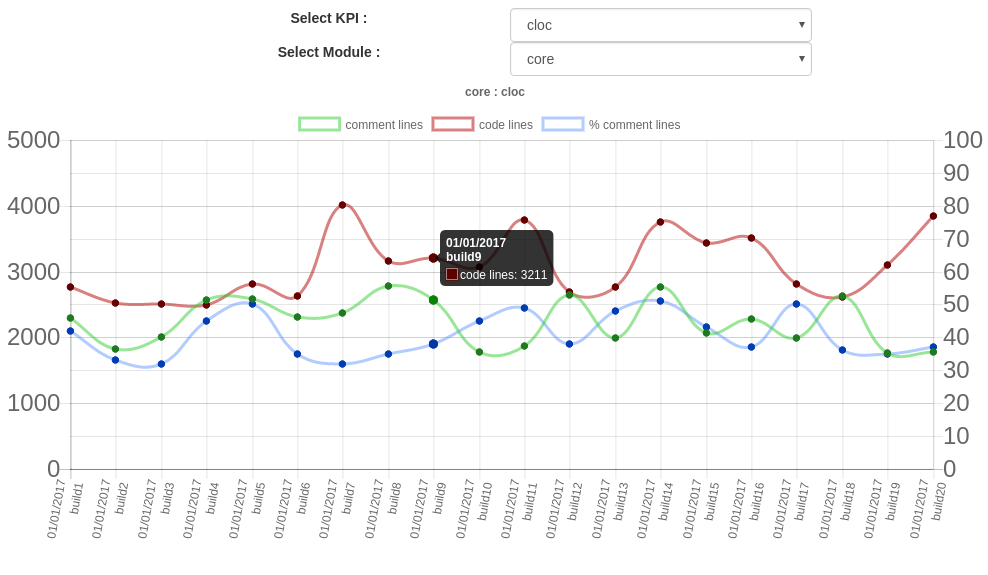 Select KPI :
cloc
Select Module :
core
core : cloc
comment lines
code lines
% comment lines
5000
4000
3000
2000
1000
0
100
90
80
70
60
50
40
30
20
10
0
01/01/2017
build9
code lines: 3211
01/01/2017
build1
01/01/2017
build2
01/01/2017
build3
01/01/2017
build4
01/01/2017
build5
01/01/2017
build6
01/01/2017
build7
01/01/2017
build8
01/01/2017
build9
01/01/2017
build10
01/01/2017
build11
01/01/2017
build12
01/01/2017
build13
01/01/2017
build14
01/01/2017
build15
01/01/2017
build16
01/01/2017
build17
01/01/2017
build18
01/01/2017
build19
01/01/2017
build20